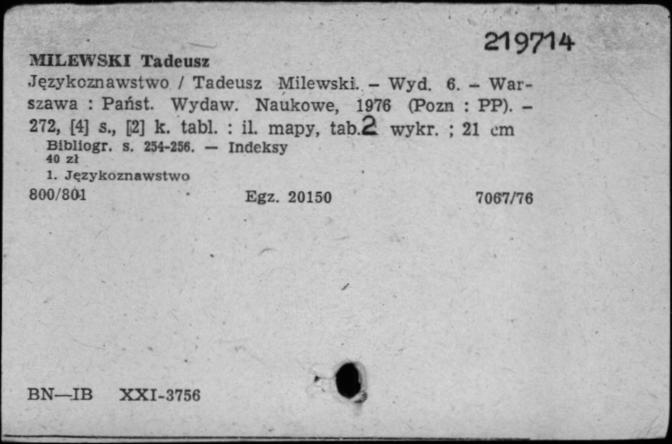 219714
MILEWSKI Tadeusz
Językoznawstwo / Tadeusz Milewski. – Wyd. 6. – War-
szawa : Państ. Wydaw. Naukowe, 1976 (Pozn : PP). –
272, [4] s., [2] k. tabl. : il. mapy, tab.2 wykr. ; 21 cm
Bibliogr. s. 254-256. — Indeksy
40 zł
1. Językoznawstwo
800/801 Egz. 20150 7067/76
BN—IB XXI-3756